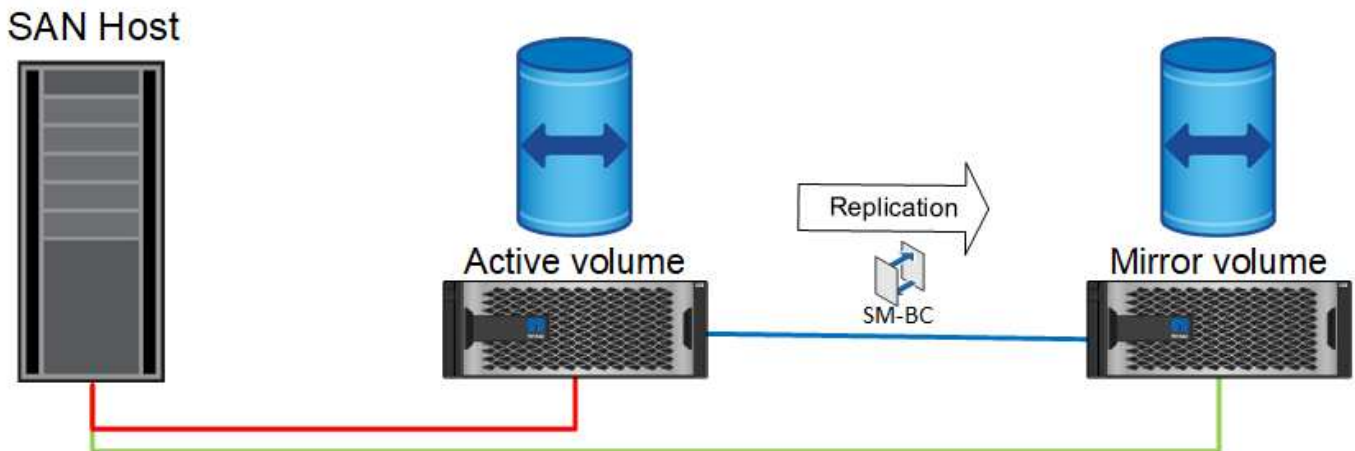 SAN Host
Replication
Active volume
Mirror volume
SM-BC